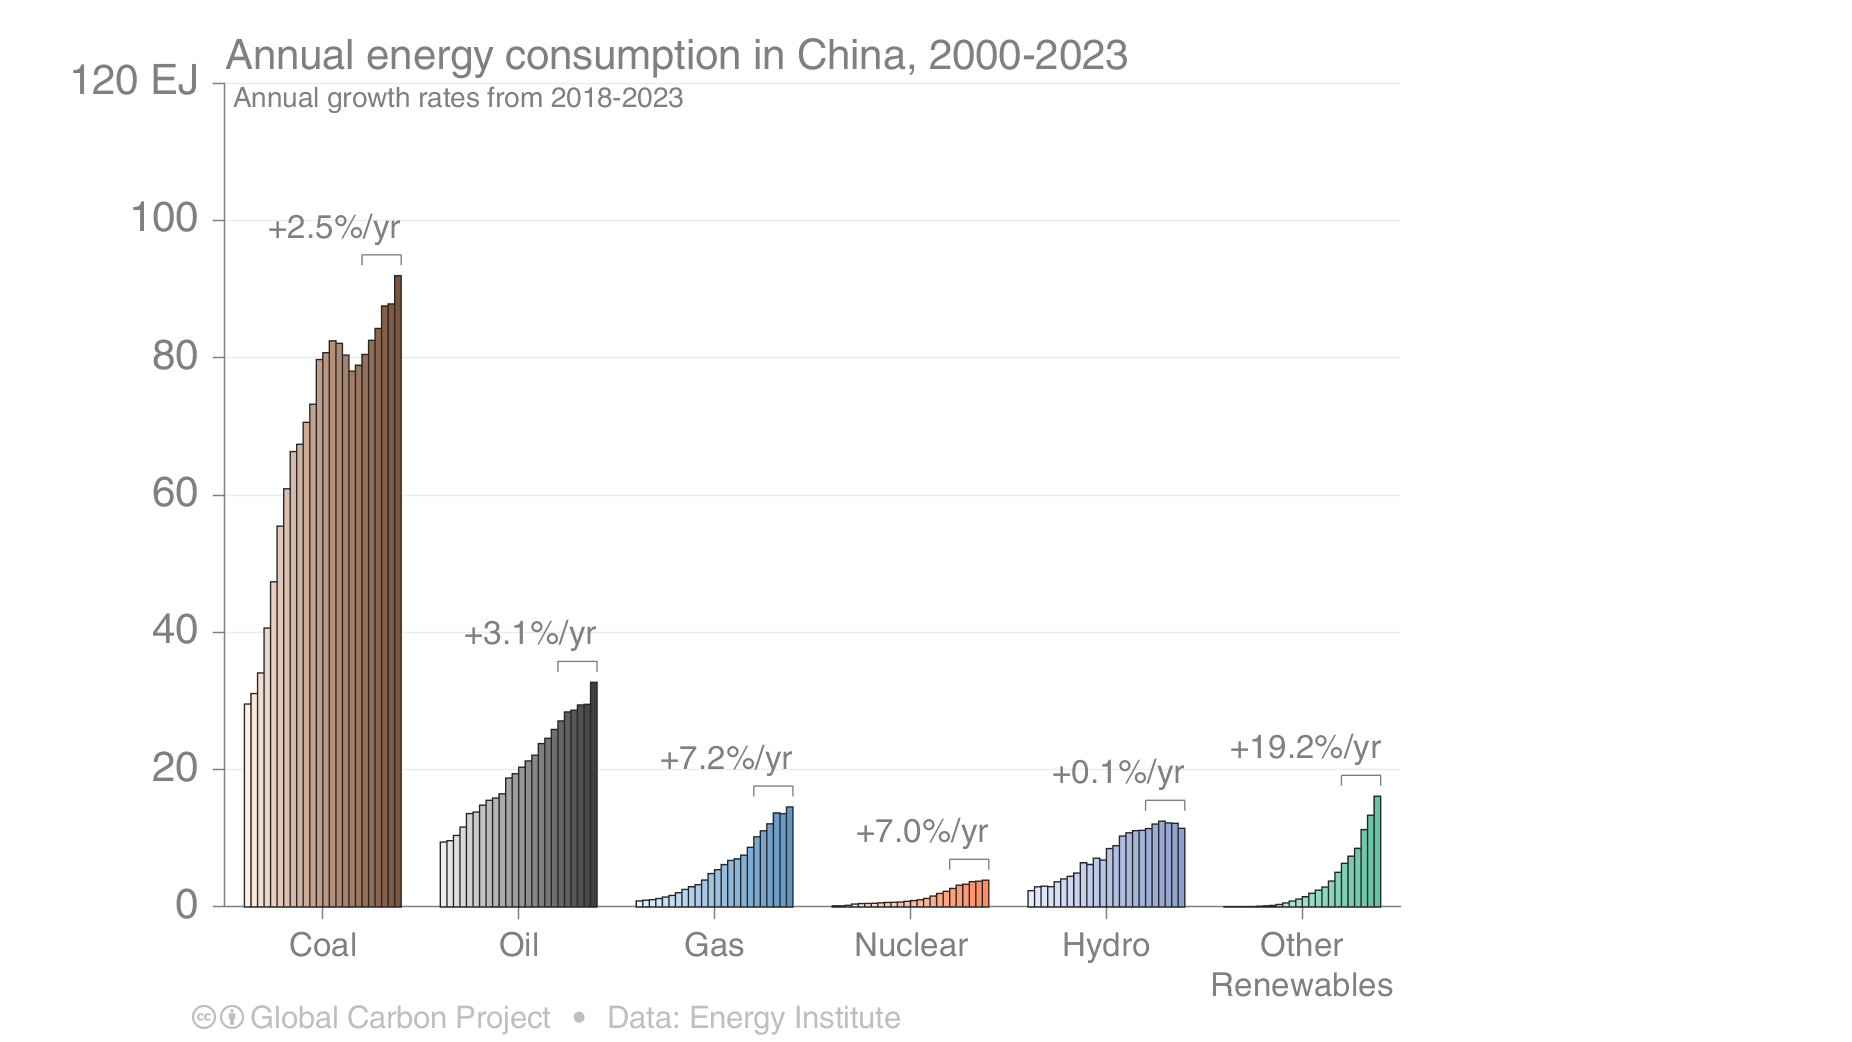 Annual energy consumption in China, 2000-2023
120 EJ
Annual growth rates from 2018-2023
100
+2.5%/yr
80
60
40
+3.1%/yr
20
+7.2%/yr
+7.0%/yr
+0.1%/yr
+19.2%/yr
0
Coal
Oil
Gas
Nuclear
Hydro
Other
Renewables
cc Global Carbon Project • Data: Energy Institute